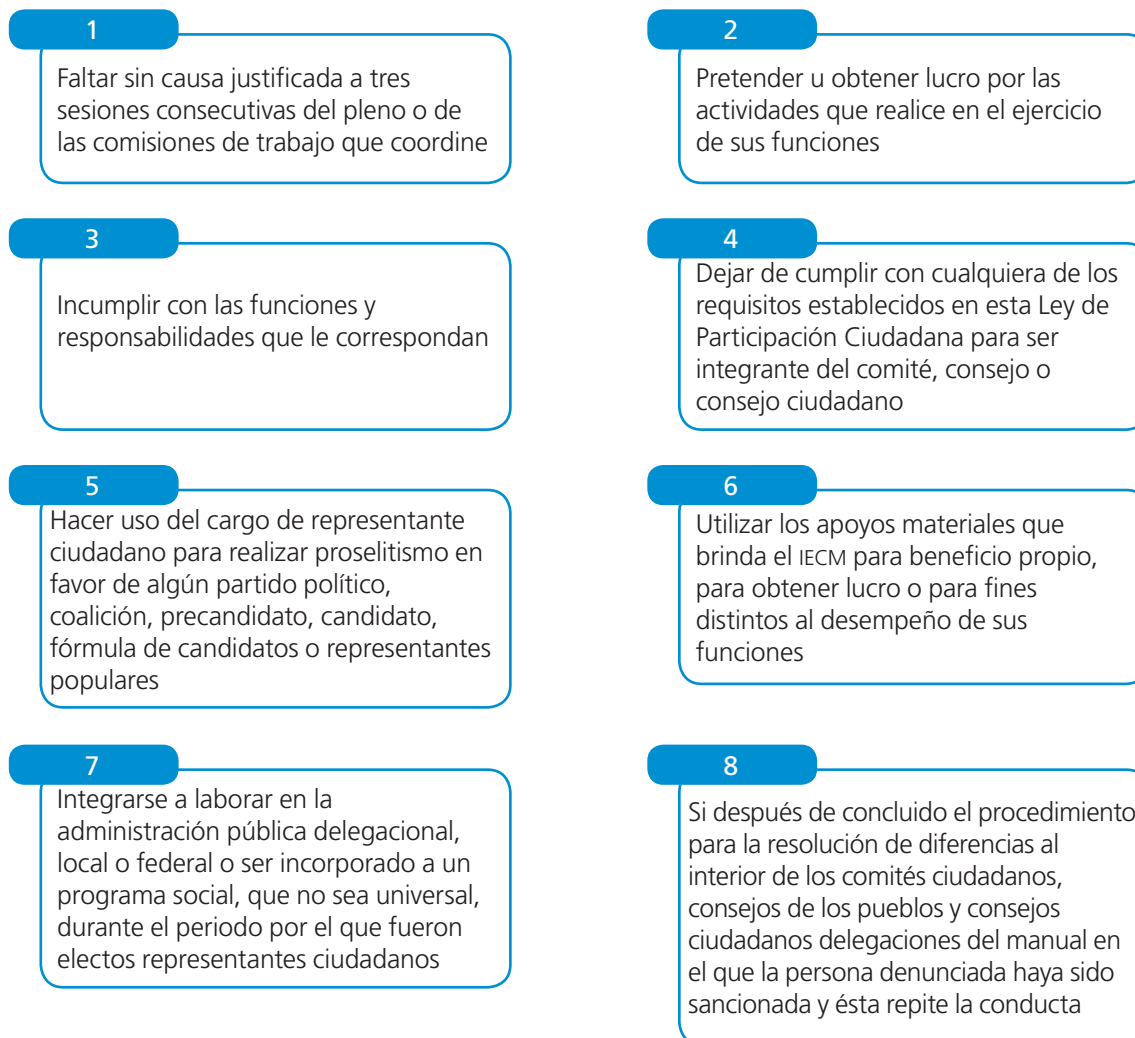 1
Faltar sin causa justificada a tres
sesiones consecutivas del pleno o de
las comisiones de trabajo que coordine
2
Pretender u obtener lucro por las
actividades que realice en el ejercicio
de sus funciones
3
Incumplir con las funciones y
responsabilidades que le correspondan
4
Dejar de cumplir con cualquiera de los
requisitos establecidos en esta Ley de
Participación Ciudadana para ser
integrante del comité, consejo o
consejo ciudadano
5
Hacer uso del cargo de representante
ciudadano para realizar proselitismo en
favor de algún partido político,
coalición, precandidato, candidato,
fórmula de candidatos o representantes
populares
6
Utilizar los apoyos materiales que
brinda el IECM para beneficio propio,
para obtener lucro o para fines
distintos al desempeño de sus
funciones
7
Integrarse a laborar en la
administración pública delegacional,
local o federal o ser incorporado a un
programa social, que no sea universal,
durante el periodo por el que fueron
electos representantes ciudadanos
8
Si después de concluido el procedimiento
para la resolución de diferencias al
interior de los comités ciudadanos,
consejos de los pueblos y consejos
ciudadanos delegaciones del manual en
el que la persona denunciada haya sido
sancionada y ésta repite la conducta